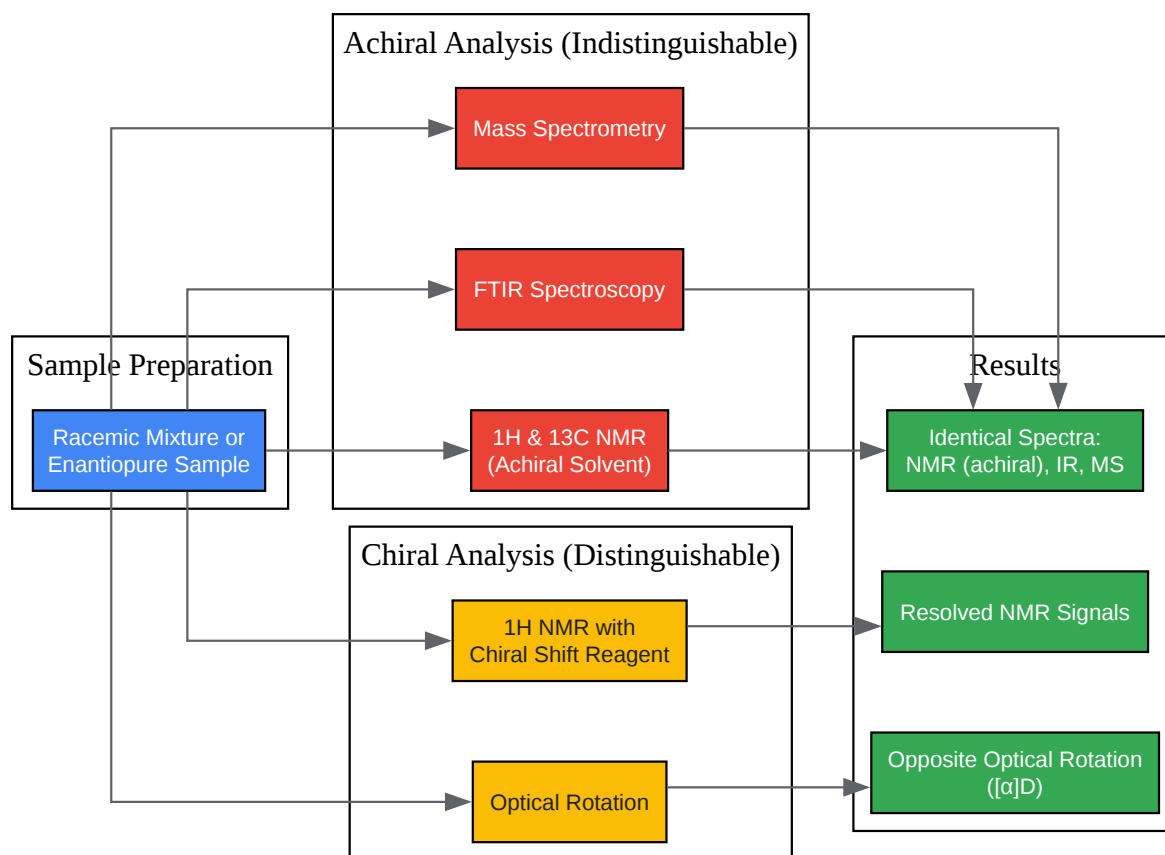 Achiral Analysis (Indistinguishable)
Mass Spectrometry
FTIR Spectroscopy
1H & 13C NMR
(Achiral Solvent)
Sample Preparation
Racemic Mixture or
Enantiopure Sample
Chiral Analysis (Distinguishable)
1H NMR with
Chiral Shift Reagent
Optical Rotation
Results
Identical Spectra:
NMR (achiral), IR, MS
Resolved NMR Signals
Opposite Optical Rotation
([α]D)